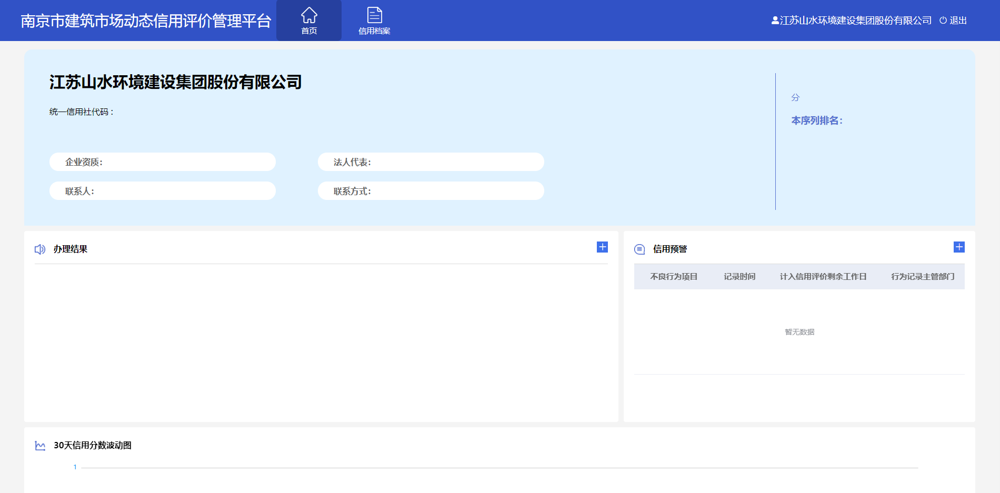 南京市建筑市场动态信用评价管理平台
首页
信用档案
江苏山水环境建设集团股份有限公司
退出
江苏山水环境建设集团股份有限公司
统一信用社代码：
分
本序列排名：
企业资质：
法人代表：
联系人：
联系方式：
办理结果
信用预警
不良行为项目
记录时间
计入信用评价剩余工作日
行为记录主管部门
暂无数据
30天信用分数波动图
1